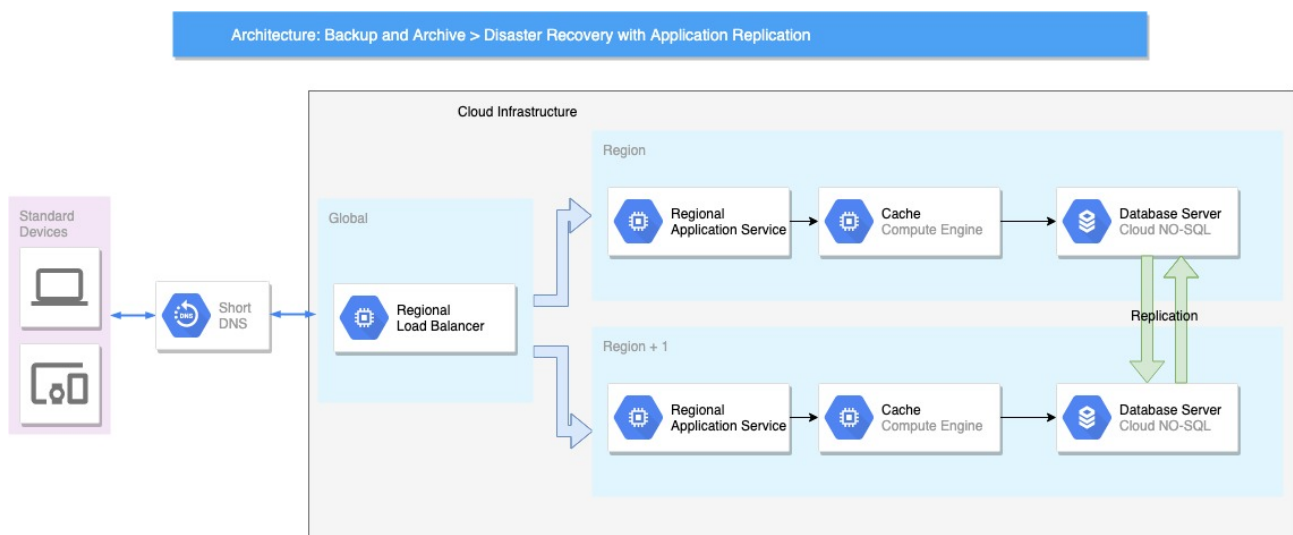 Architecture: Backup and Archive > Disaster Recovery with Application Replication
Cloud Infrastructure
Standard
Devices
DNS
Short
DNS
Global
Regional
Load Balancer
Region
Regional
Application Service
Cache
Compute Engine
Database Server
Cloud NO-SQL
Replication
Region + 1
Regional
Application Service
Cache
Compute Engine
Database Server
Cloud NO-SQL